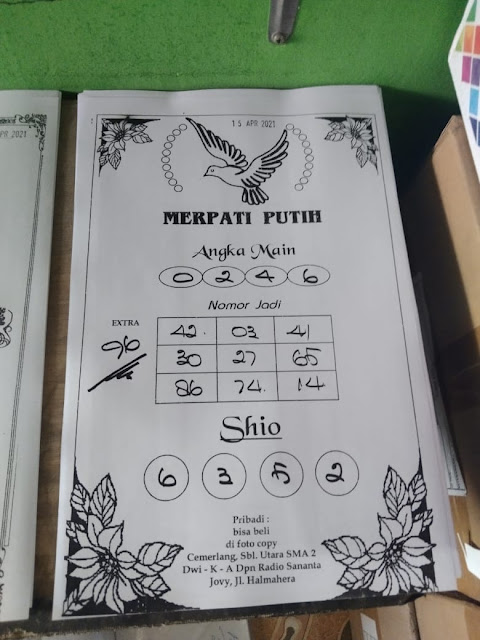 15 APR 2021
PR 2021
MERPATI PUTIH
Angka Main
0 2 4 6
Nomor Jadi
EXTRA
96
42. 03 41
30 27 65
86 74. 14
Shio
6 3 5 2
Pribadi :
bisa beli
di foto copy
Cemerlang, Sbl. Utara SMA 2
Dwi - K - A Dpn Radio Sananta
Jovy, Jl. Halmahera